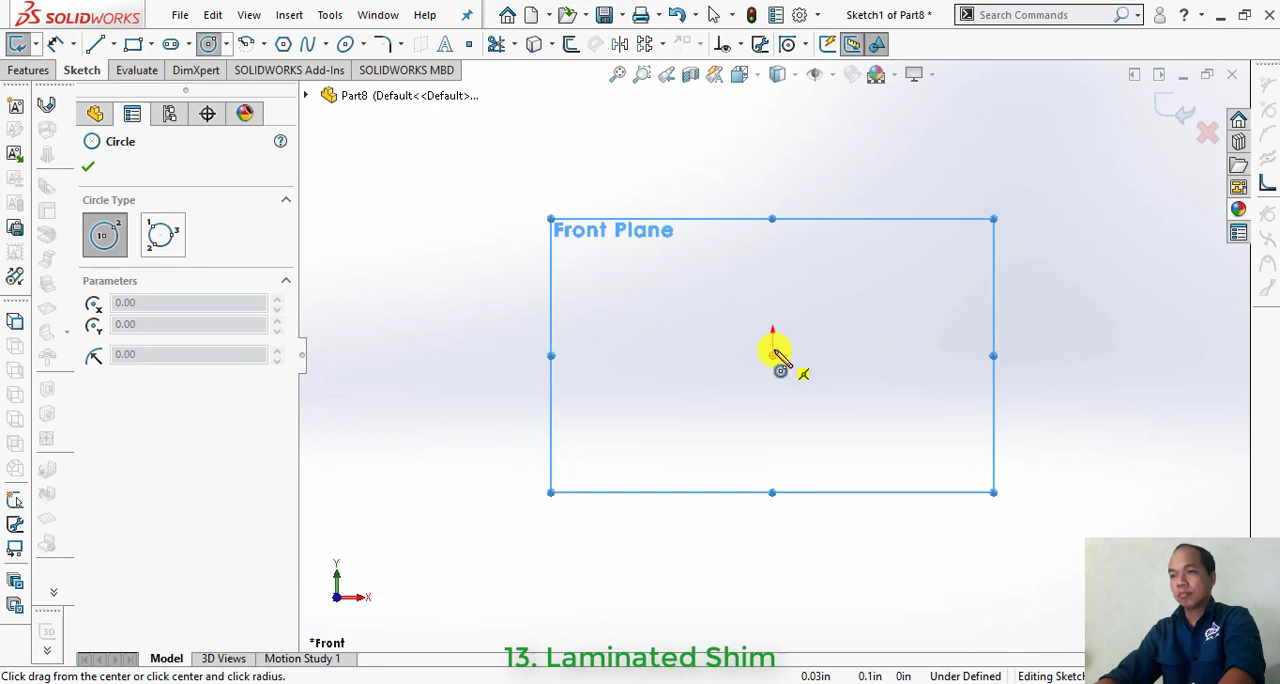 SOLIDWORKS
File Edit View Insert Tools Window Help
Sketch1 of Part8 *
Search Commands
Features Sketch Evaluate DimXpert SOLIDWORKS Add-Ins SOLIDWORKS MBD
Part8 (Default<<Default>...
Circle
Circle Type
Parameters
0.00
0.00
0.00
Front Plane
Y
X
*Front
13. Laminated Shim
Model 3D Views Motion Study 1
Click drag from the circle center or click center and click radius.
0.03in 0.1in 0in Under Defined Editing Sketc